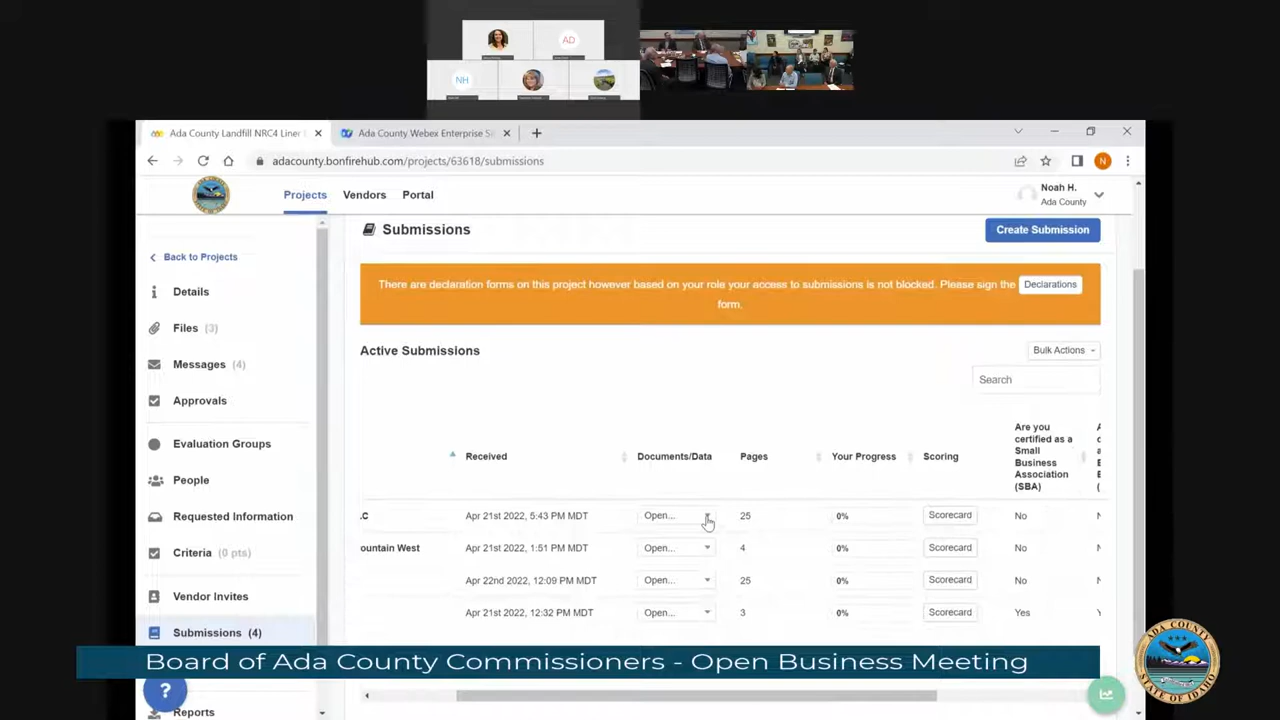 AD
NH
Ada County Landfill NRC4 Liner
Ada County Webex Enterprise S
adacounty.bonfirehub.com/projects/63618/submissions
N
Projects
Vendors
Portal
Noah H.
Ada County
Back to Projects
Details
Files (3)
Messages (4)
Approvals
Evaluation Groups
People
Requested Information
Criteria (0 pts)
Vendor Invites
Submissions (4)
Reports
Submissions
Create Submission
There are declaration forms on this project however based on your role your access to submissions is not blocked. Please sign the Declarations
form.
Active Submissions
Bulk Actions
Search
Received
Documents/Data
Pages
Your Progress
Scoring
Are you
certified as a
Small
Business
Association
(SBA)
.C Apr 21st 2022, 5:43 PM MDT Open... 25 0% Scorecard No
ountain West Apr 21st 2022, 1:51 PM MDT Open... 4 0% Scorecard No
Apr 22nd 2022, 12:09 PM MDT Open... 25 0% Scorecard No
Apr 21st 2022, 12:32 PM MDT Open... 3 0% Scorecard Yes
Board of Ada County Commissioners - Open Business Meeting
?
ADA COUNTY
STATE OF IDAHO